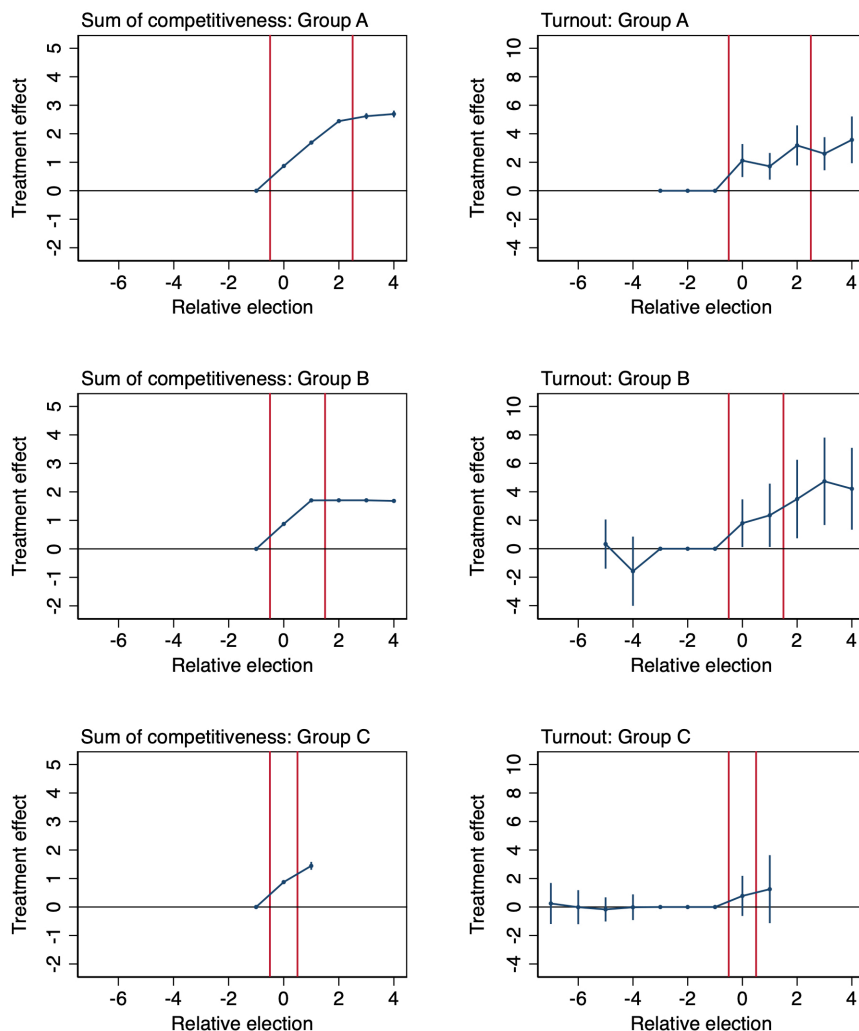 Sum of competitiveness: Group A
Treatment effect
5
4
3
2
1
0
-1
-2
-6 -4 -2 0 2 4
Relative election
Turnout: Group A
Treatment effect
10
8
6
4
2
0
-2
-4
-6 -4 -2 0 2 4
Relative election
Sum of competitiveness: Group B
Treatment effect
5
4
3
2
1
0
-1
-2
-6 -4 -2 0 2 4
Relative election
Turnout: Group B
Treatment effect
10
8
6
4
2
0
-2
-4
-6 -4 -2 0 2 4
Relative election
Sum of competitiveness: Group C
Treatment effect
5
4
3
2
1
0
-1
-2
-6 -4 -2 0 2 4
Relative election
Turnout: Group C
Treatment effect
10
8
6
4
2
0
-2
-4
-6 -4 -2 0 2 4
Relative election